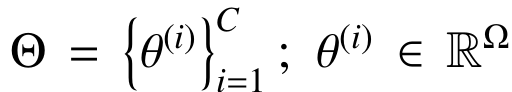 Θ = {θ^{(i)}}_{i=1}^{C} ; θ^{(i)} ∈ ℝ^Ω